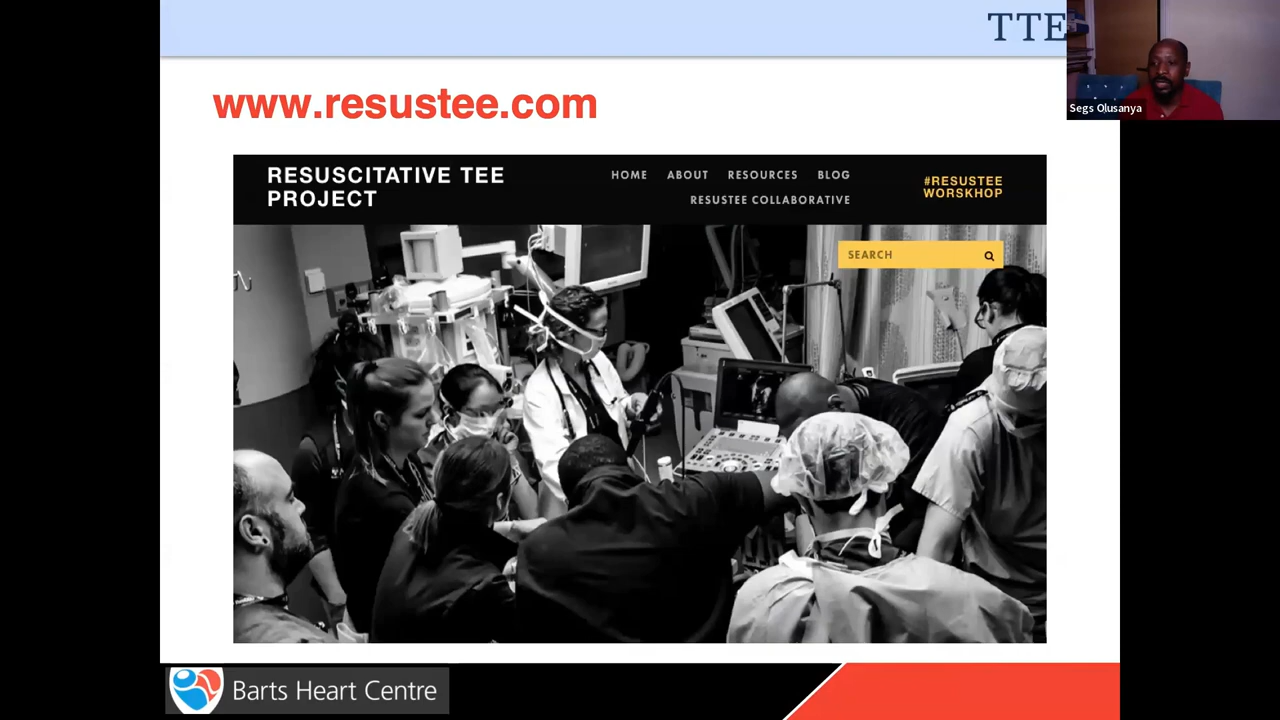 TTE
Segs Olusanya
www.resustee.com
RESUSCITATIVE TEE
PROJECT
HOME ABOUT RESOURCES BLOG
RESUSTEE COLLABORATIVE
#RESUSTEE
WORSKHOP
SEARCH
Barts Heart Centre